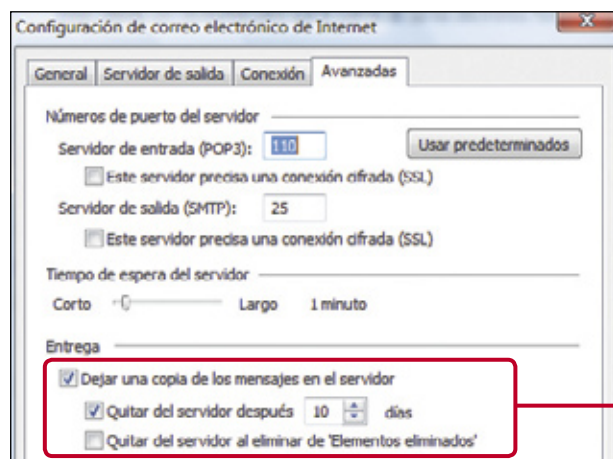 Configuración de correo electrónico de Internet
General Servidor de salida Conexión Avanzadas
Números de puerto del servidor
Servidor de entrada (POP3): 110 Usar predeterminados
Este servidor precisa una conexión cifrada (SSL)
Servidor de salida (SMTP): 25
Este servidor precisa una conexión cifrada (SSL)
Tiempo de espera del servidor
Corto Largo 1 minuto
Entrega
Dejar una copia de los mensajes en el servidor
Quitar del servidor después 10 días
Quitar del servidor al eliminar de 'Elementos eliminados'